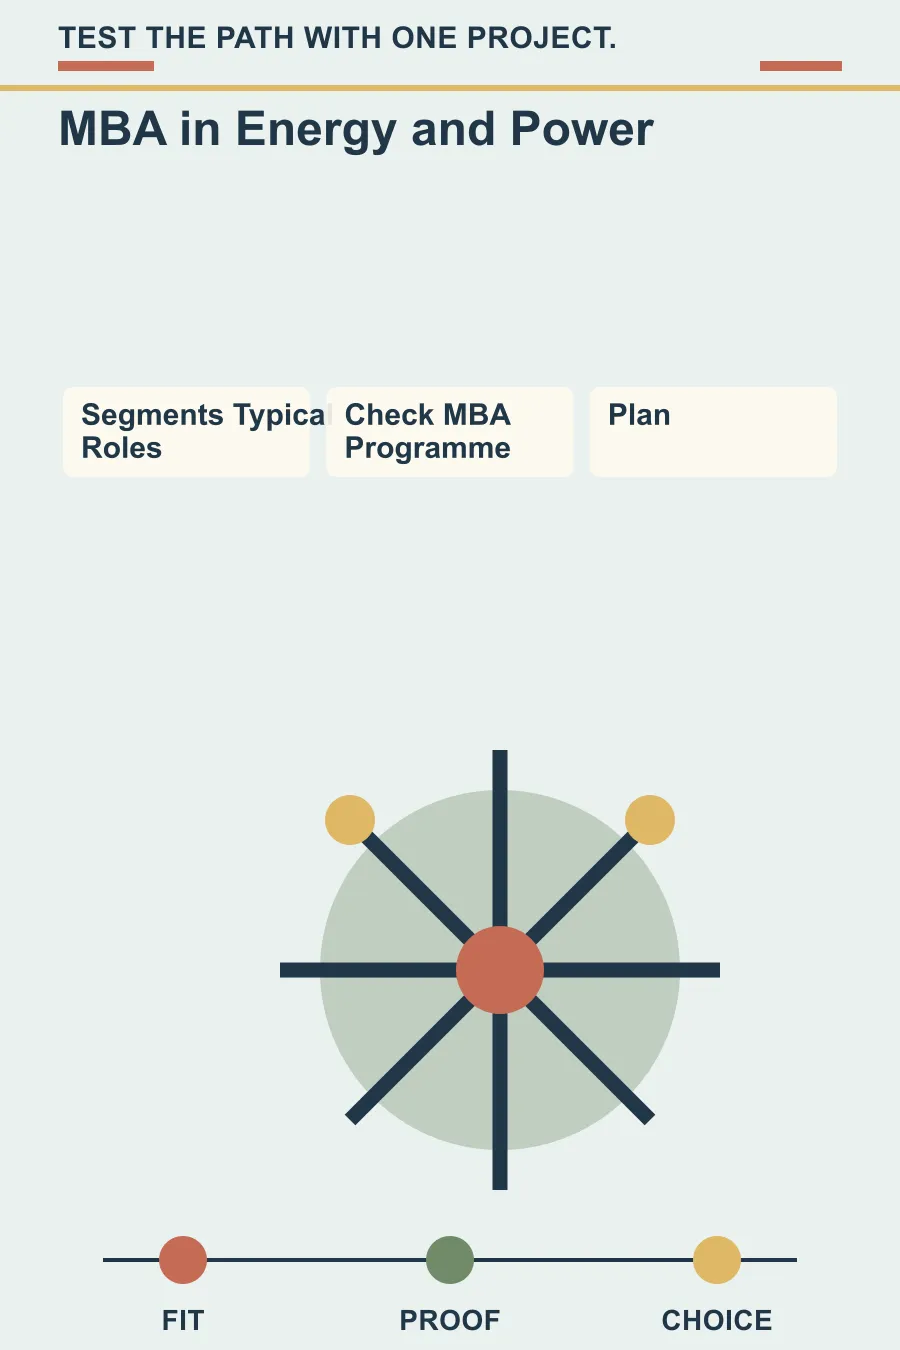 TEST THE PATH WITH ONE PROJECT.
MBA in Energy and Power
Segments Typical
Roles
Check MBA
Programme
Plan
FIT
PROOF
CHOICE